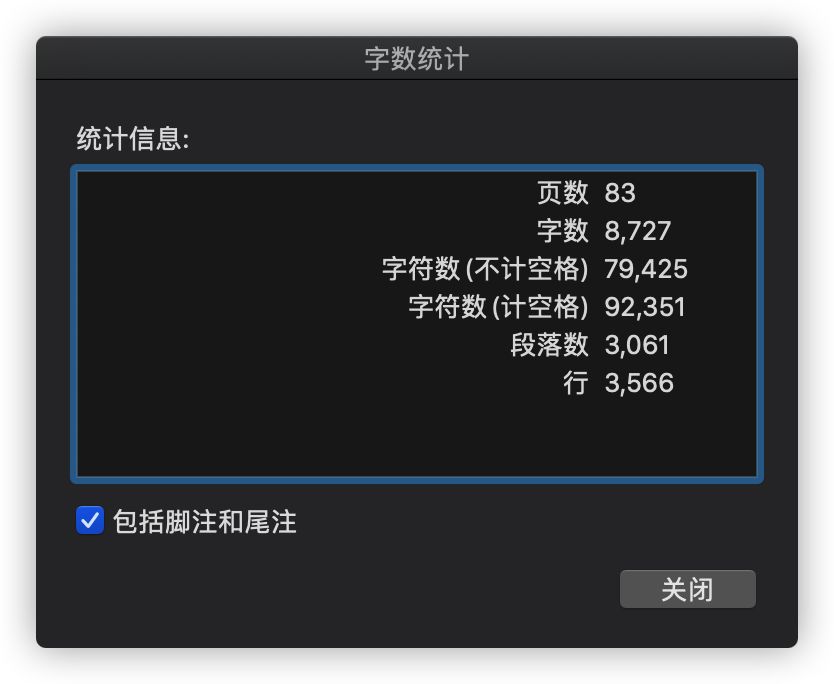 字数统计
统计信息:
页数 83
字数 8,727
字符数(不计空格) 79,425
字符数(计空格) 92,351
段落数 3,061
行 3,566
包括脚注和尾注
关闭